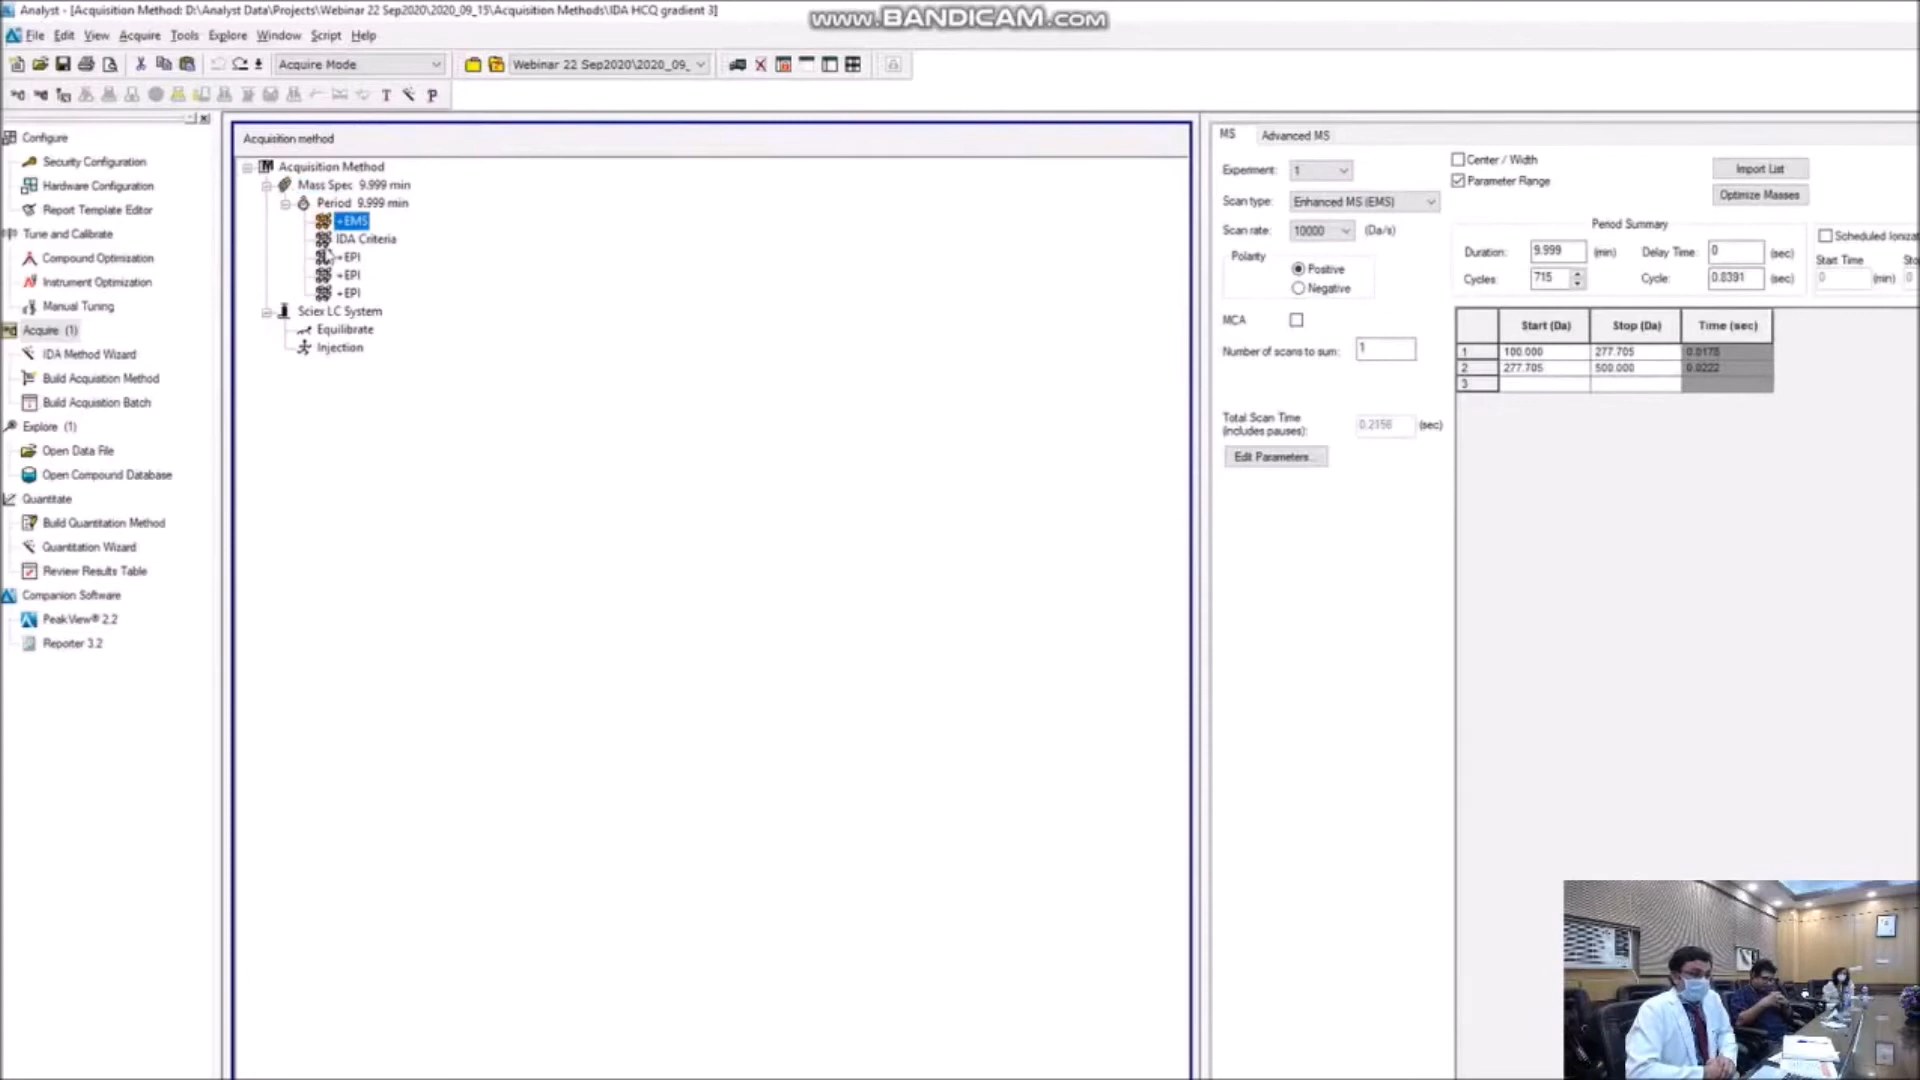 Analyst - [Acquisition Method: D:\Analyst Data\Projects\Webinar 22 Sep2020\2020_09_15\Acquisition Methods\IDA HCQ gradient 3]
www.BANDICAM.com
File Edit View Acquire Tools Explore Window Script Help
Acquire Mode
Webinar 22 Sep2020\2020_09_
T P
Configure
Security Configuration
Hardware Configuration
Report Template Editor
Tune and Calibrate
Compound Optimization
Instrument Optimization
Manual Tuning
Acquire (1)
IDA Method Wizard
Build Acquisition Method
Build Acquisition Batch
Explore (1)
Open Data File
Open Compound Database
Quantitate
Build Quantitation Method
Quantitation Wizard
Review Results Table
Companion Software
PeakView® 2.2
Reporter 3.2
Acquisition method
Acquisition Method
Mass Spec 9.999 min
Period 9.999 min
+EMS
IDA Criteria
+EPI
+EPI
+EPI
Sciex LC System
Equilibrate
Injection
MS Advanced MS
Experiment: 1
Scan type: Enhanced MS (EMS)
Scan rate: 10000 (Da/s)
Polarity
Positive
Negative
MCA
Number of scans to sum: 1
Total Scan Time
(includes pauses): 0.2156 (sec)
Edit Parameters...
Center / Width
Parameter Range
Import List
Optimize Masses
Period Summary
Duration: 9.999 (min) Delay Time: 0 (sec)
Cycles: 715 Cycle: 0.8391 (sec)
Scheduled Ionizat
Start Time Sto
0 (min) 0
Start (Da) Stop (Da) Time (sec)
1 100.000 277.705 0.0178
2 277.705 500.000 0.0222
3